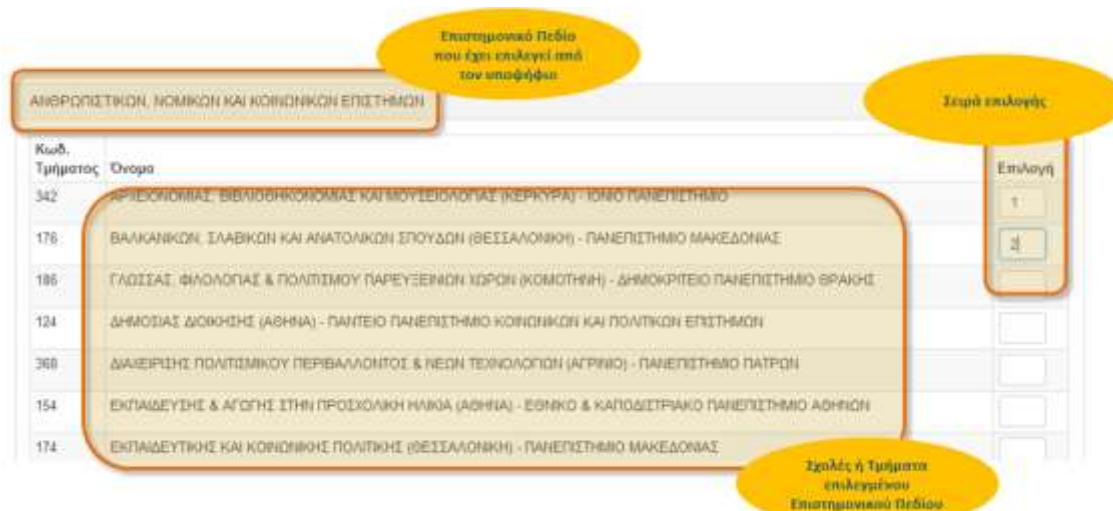 Επιστημονικό Πεδίο
που έχει επιλεγεί από
τον υποψήφιο
ΑΝΘΡΩΠΙΣΤΙΚΩΝ, ΝΟΜΙΚΩΝ ΚΑΙ ΚΟΙΝΩΝΙΚΩΝ ΕΠΙΣΤΗΜΩΝ
Σειρά επιλογής
Κωδ.
Τμήματος Όνομα Επιλογή
342 ΑΡΧΕΙΟΝΟΜΙΑΣ, ΒΙΒΛΙΟΘΗΚΟΝΟΜΙΑΣ ΚΑΙ ΜΟΥΣΕΙΟΛΟΓΙΑΣ (ΚΕΡΚΥΡΑ) - ΙΟΝΙΟ ΠΑΝΕΠΙΣΤΗΜΙΟ 1
176 ΒΑΛΚΑΝΙΚΩΝ, ΣΛΑΒΙΚΩΝ ΚΑΙ ΑΝΑΤΟΛΙΚΩΝ ΣΠΟΥΔΩΝ (ΘΕΣΣΑΛΟΝΙΚΗ) - ΠΑΝΕΠΙΣΤΗΜΙΟ ΜΑΚΕΔΟΝΙΑΣ 2
186 ΓΛΩΣΣΑΣ, ΦΙΛΟΛΟΓΙΑΣ & ΠΟΛΙΤΙΣΜΟΥ ΠΑΡΕΥΞΕΙΝΙΩΝ ΧΩΡΩΝ (ΚΟΜΟΤΗΝΗ) - ΔΗΜΟΚΡΙΤΕΙΟ ΠΑΝΕΠΙΣΤΗΜΙΟ ΘΡΑΚΗΣ
124 ΔΗΜΟΣΙΑΣ ΔΙΟΙΚΗΣΗΣ (ΑΘΗΝΑ) - ΠΑΝΤΕΙΟ ΠΑΝΕΠΙΣΤΗΜΙΟ ΚΟΙΝΩΝΙΚΩΝ ΚΑΙ ΠΟΛΙΤΙΚΩΝ ΕΠΙΣΤΗΜΩΝ
368 ΔΙΑΧΕΙΡΙΣΗΣ ΠΟΛΙΤΙΣΜΙΚΟΥ ΠΕΡΙΒΑΛΛΟΝΤΟΣ & ΝΕΩΝ ΤΕΧΝΟΛΟΓΙΩΝ (ΑΓΡΙΝΙΟ) - ΠΑΝΕΠΙΣΤΗΜΙΟ ΠΑΤΡΩΝ
154 ΕΚΠΑΙΔΕΥΣΗΣ & ΑΓΩΓΗΣ ΣΤΗΝ ΠΡΟΣΧΟΛΙΚΗ ΗΛΙΚΙΑ (ΑΘΗΝΑ) - ΕΘΝΙΚΟ & ΚΑΠΟΔΙΣΤΡΙΑΚΟ ΠΑΝΕΠΙΣΤΗΜΙΟ ΑΘΗΝΩΝ
174 ΕΚΠΑΙΔΕΥΤΙΚΗΣ ΚΑΙ ΚΟΙΝΩΝΙΚΗΣ ΠΟΛΙΤΙΚΗΣ (ΘΕΣΣΑΛΟΝΙΚΗ) - ΠΑΝΕΠΙΣΤΗΜΙΟ ΜΑΚΕΔΟΝΙΑΣ
Σχολές ή Τμήματα
επιλεγμένου
Επιστημονικού Πεδίου